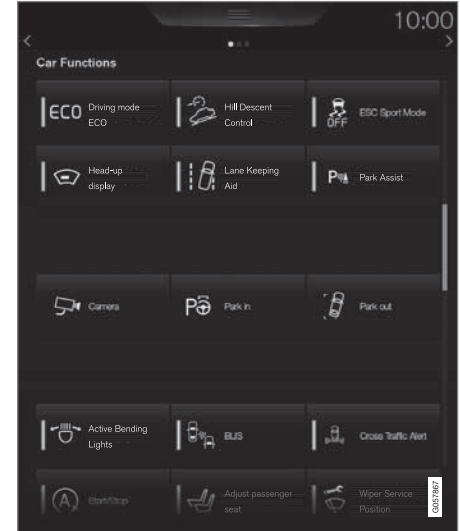 10:00
Car Functions
ECO Driving mode
ECO
Hill Descent
Control
OFF ESC Sport Mode
Head-up
display
Lane Keeping
Aid
P Park Assist
Camera
P Park in
Park out
Active Bending
Lights
BLIS
Cross Traffic Alert
A Start/Stop
Adjust passenger
seat
Wiper Service
Position
G057867